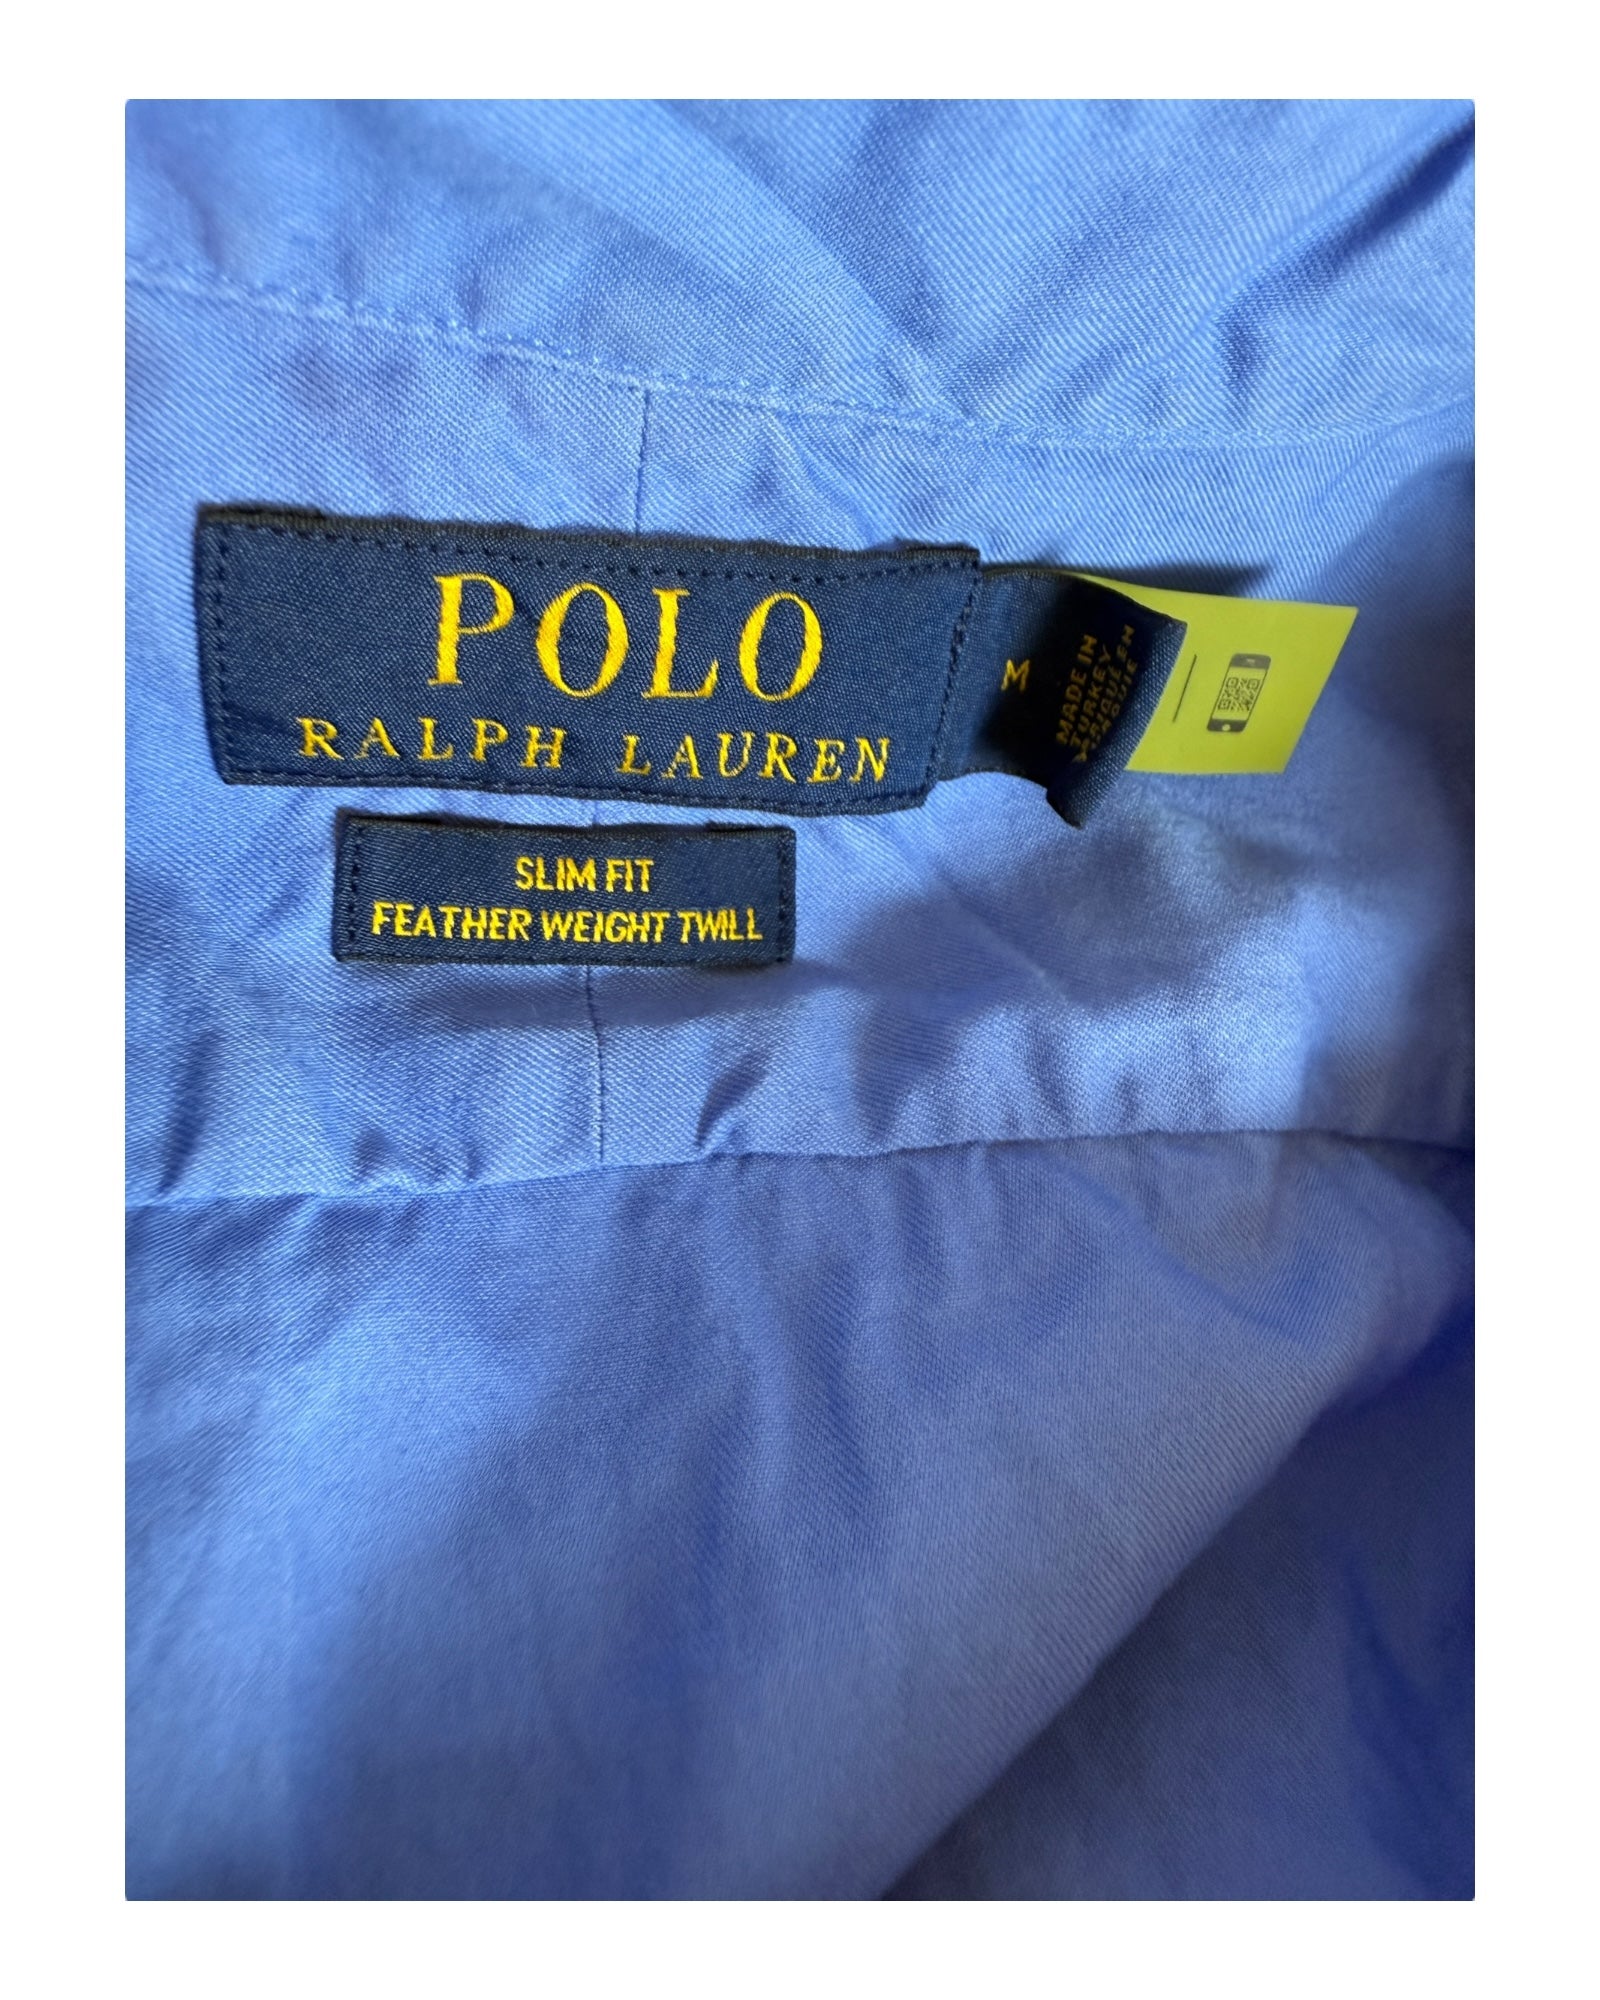 POLO
RALPH LAUREN
M
MADE IN
TURKEY
SLIM FIT
FEATHER WEIGHT TWILL